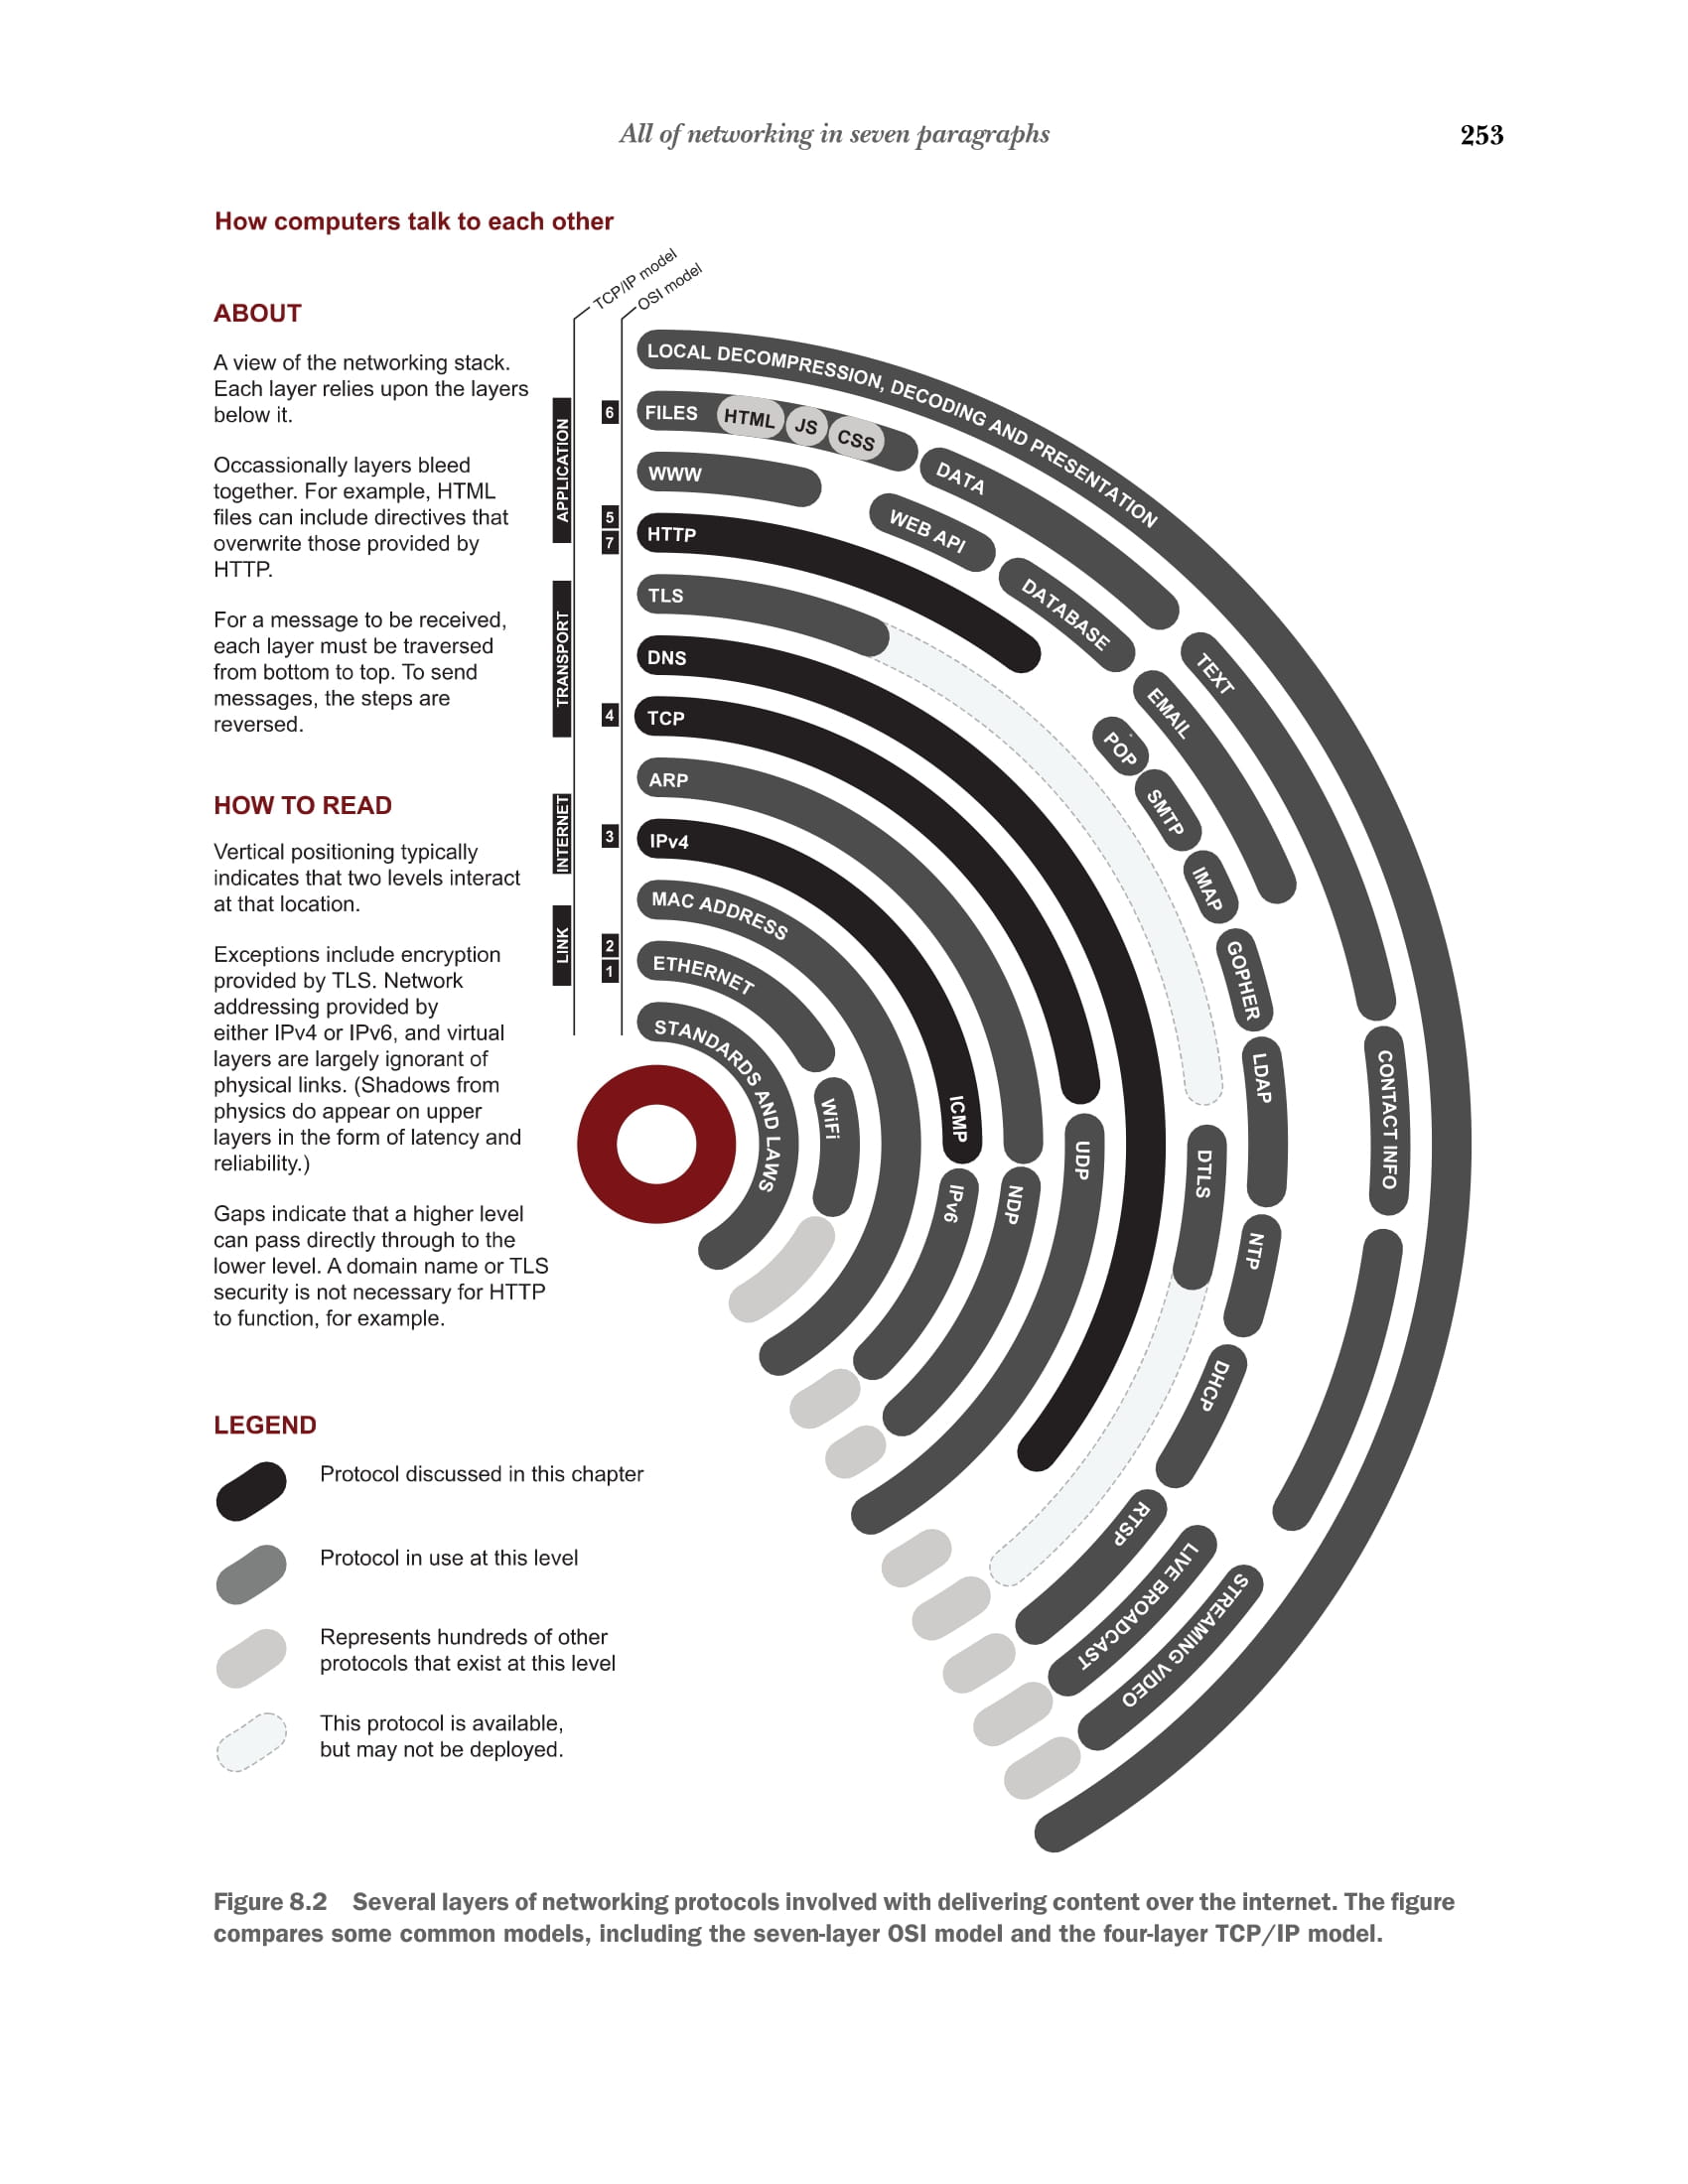 All of networking in seven paragraphs
253
How computers talk to each other
ABOUT
A view of the networking stack.
Each layer relies upon the layers
below it.
Occassionally layers bleed
together. For example, HTML
files can include directives that
overwrite those provided by
HTTP.
For a message to be received,
each layer must be traversed
from bottom to top. To send
messages, the steps are
reversed.
HOW TO READ
Vertical positioning typically
indicates that two levels interact
at that location.
Exceptions include encryption
provided by TLS. Network
addressing provided by
either IPv4 or IPv6, and virtual
layers are largely ignorant of
physical links. (Shadows from
physics do appear on upper
layers in the form of latency and
reliability.)
Gaps indicate that a higher level
can pass directly through to the
lower level. A domain name or TLS
security is not necessary for HTTP
to function, for example.
LEGEND
Protocol discussed in this chapter
Protocol in use at this level
Represents hundreds of other
protocols that exist at this level
This protocol is available,
but may not be deployed.
TCP/IP model
OSI model
APPLICATION
TRANSPORT
INTERNET
LINK
6
5
7
4
3
2
1
LOCAL DECOMPRESSION, DECODING AND PRESENTATION
FILES
HTML
JS
CSS
DATA
TEXT
CONTACT INFO
STREAMING VIDEO
WWW
WEB API
DATABASE
EMAIL
LIVE BROADCAST
HTTP
POP
SMTP
IMAP
GOPHER
LDAP
NTP
DHCP
RTSP
TLS
DTLS
DNS
TCP
UDP
ARP
NDP
IPv4
ICMP
IPv6
MAC ADDRESS
ETHERNET
WiFi
STANDARDS AND LAWS
Figure 8.2 Several layers of networking protocols involved with delivering content over the internet. The figure
compares some common models, including the seven-layer OSI model and the four-layer TCP/IP model.